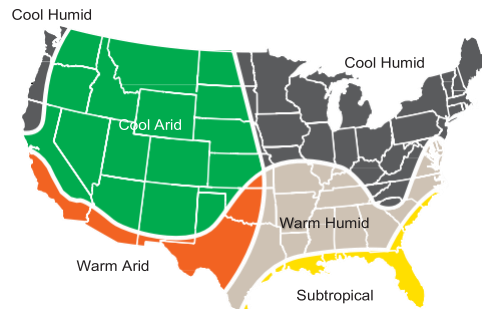 Cool Humid
Cool Humid
Cool Arid
Warm Humid
Warm Arid
Subtropical